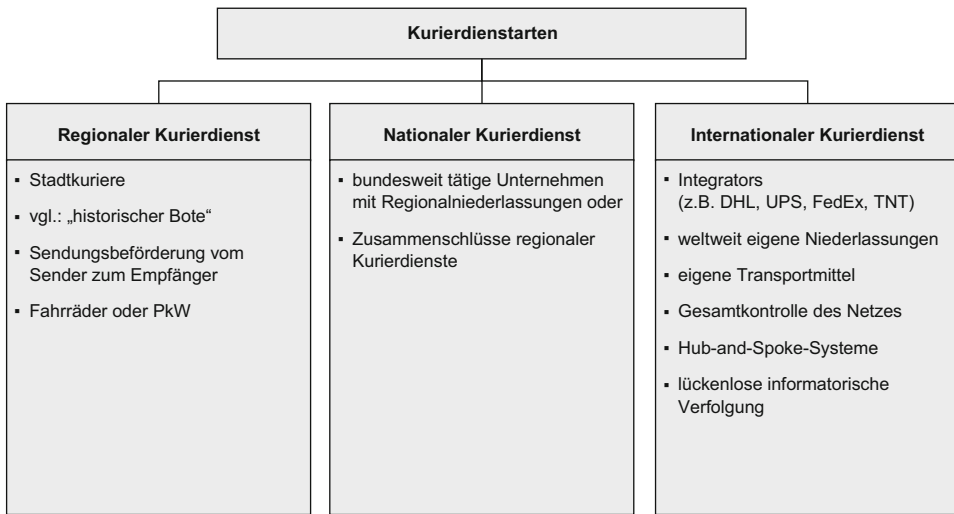 Kurierdienstarten
Regionaler Kurierdienst
▪ Stadtkuriere
▪ vgl.: „historischer Bote“
▪ Sendungsbeförderung vom
Sender zum Empfänger
▪ Fahrräder oder PkW
Nationaler Kurierdienst
▪ bundesweit tätige Unternehmen
mit Regionalniederlassungen oder
▪ Zusammenschlüsse regionaler
Kurierdienste
Internationaler Kurierdienst
▪ Integrators
(z.B. DHL, UPS, FedEx, TNT)
▪ weltweit eigene Niederlassungen
▪ eigene Transportmittel
▪ Gesamtkontrolle des Netzes
▪ Hub-and-Spoke-Systeme
▪ lückenlose informatorische
Verfolgung